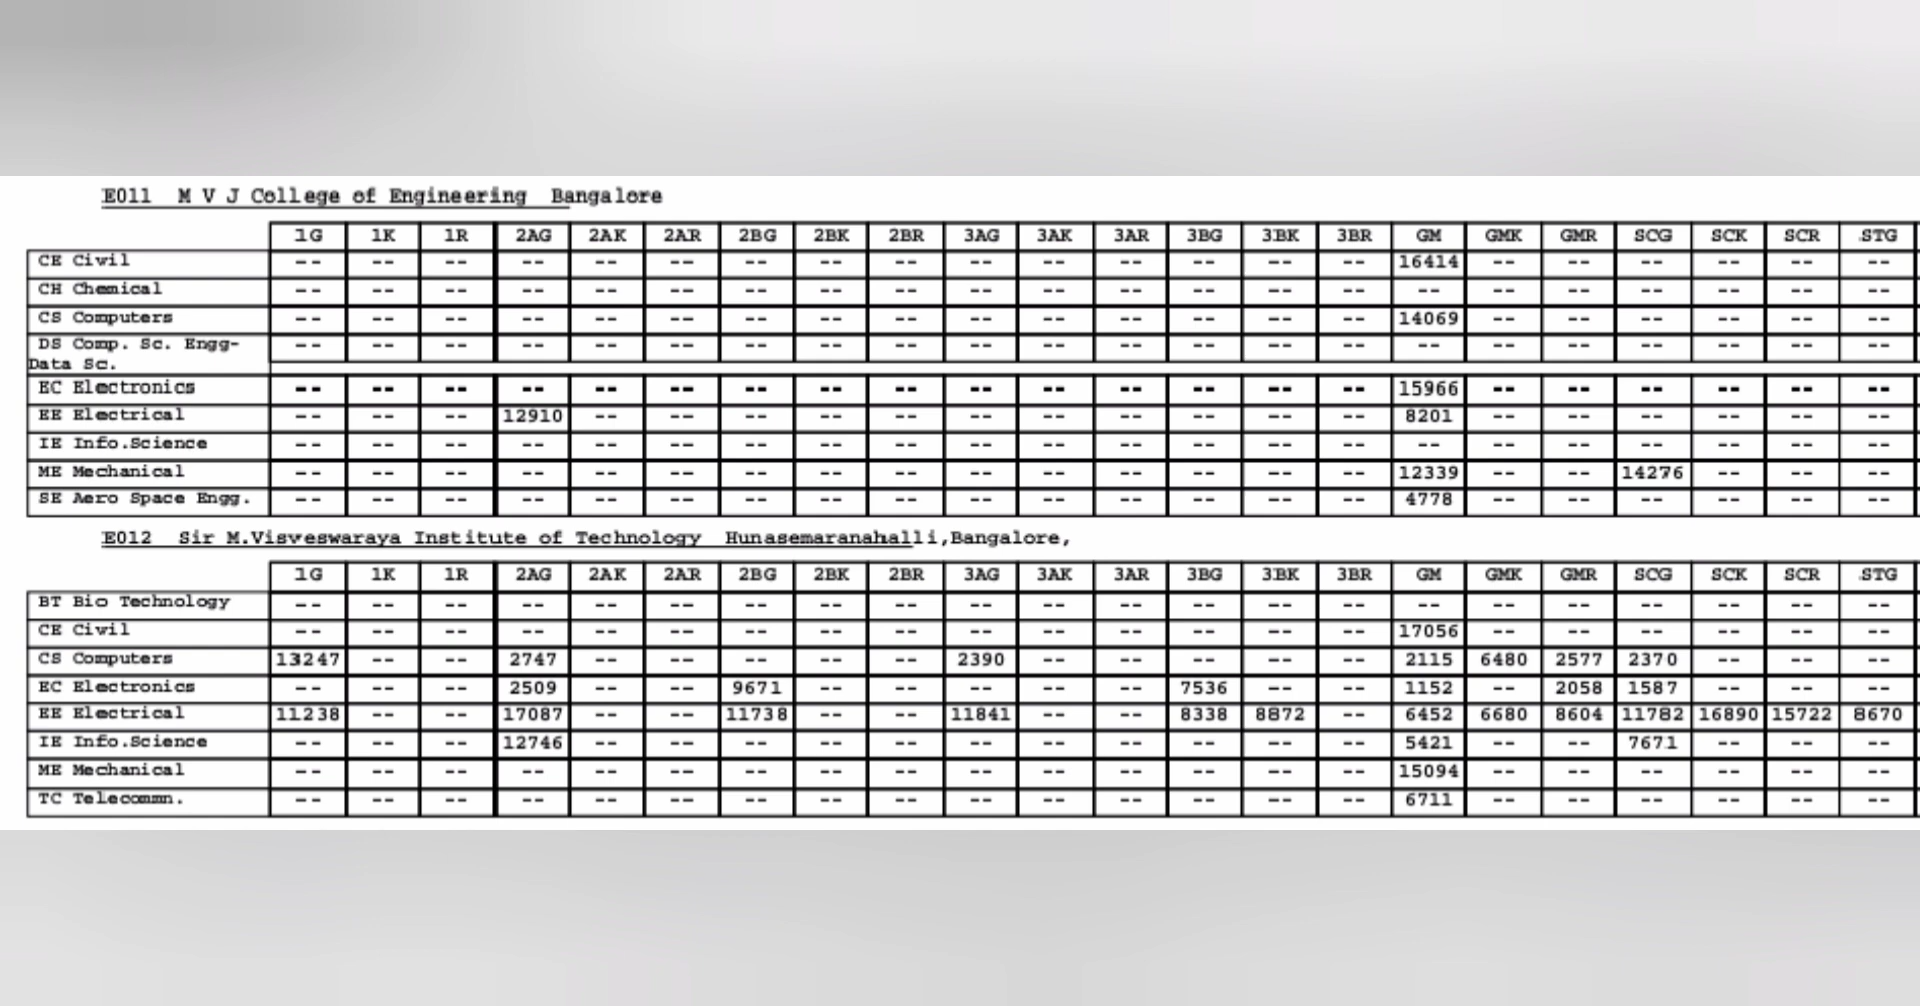 E011 M V J College of Engineering Bangalore
1G 1K 1R 2AG 2AK 2AR 2BG 2BK 2BR 3AG 3AK 3AR 3BG 3BK 3BR GM GMK GMR SCG SCK SCR STG
CE Civil -- -- -- -- -- -- -- -- -- -- -- -- -- -- -- 16414 -- -- -- -- -- --
CH Chemical -- -- -- -- -- -- -- -- -- -- -- -- -- -- -- -- -- -- -- -- -- --
CS Computers -- -- -- -- -- -- -- -- -- -- -- -- -- -- -- 14069 -- -- -- -- -- --
DS Comp. Sc. Engg- -- -- -- -- -- -- -- -- -- -- -- -- -- -- -- -- -- -- -- -- -- --
Data Sc.
EC Electronics -- -- -- -- -- -- -- -- -- -- -- -- -- -- -- 15966 -- -- -- -- -- --
EE Electrical -- -- -- 12910 -- -- -- -- -- -- -- -- -- -- -- 8201 -- -- -- -- -- --
IE Info.Science -- -- -- -- -- -- -- -- -- -- -- -- -- -- -- -- -- -- -- -- -- --
ME Mechanical -- -- -- -- -- -- -- -- -- -- -- -- -- -- -- 12339 -- -- 14276 -- -- --
SE Aero Space Engg. -- -- -- -- -- -- -- -- -- -- -- -- -- -- -- 4778 -- -- -- -- -- --
E012 Sir M.Visveswaraya Institute of Technology Hunasemaranahalli,Bangalore,
1G 1K 1R 2AG 2AK 2AR 2BG 2BK 2BR 3AG 3AK 3AR 3BG 3BK 3BR GM GMK GMR SCG SCK SCR STG
BT Bio Technology -- -- -- -- -- -- -- -- -- -- -- -- -- -- -- -- -- -- -- -- -- --
CE Civil -- -- -- -- -- -- -- -- -- -- -- -- -- -- -- 17056 -- -- -- -- -- --
CS Computers 13247 -- -- 2747 -- -- -- -- -- 2390 -- -- -- -- -- 2115 6480 2577 2370 -- -- --
EC Electronics -- -- -- 2509 -- -- 9671 -- -- -- -- -- 7536 -- -- 1152 -- 2058 1587 -- -- --
EE Electrical 11238 -- -- 17087 -- -- 11738 -- -- 11841 -- -- 8338 8872 -- 6452 6680 8604 11782 16890 15722 8670
IE Info.Science -- -- -- 12746 -- -- -- -- -- -- -- -- -- -- -- 5421 -- -- 7671 -- -- --
ME Mechanical -- -- -- -- -- -- -- -- -- -- -- -- -- -- -- 15094 -- -- -- -- -- --
TC Telecommn. -- -- -- -- -- -- -- -- -- -- -- -- -- -- -- 6711 -- -- -- -- -- --